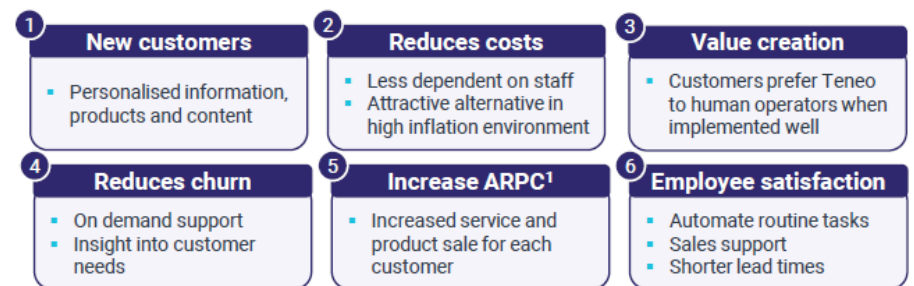 1
New customers
▪ Personalised information,
products and content
2
Reduces costs
▪ Less dependent on staff
▪ Attractive alternative in
high inflation environment
3
Value creation
▪ Customers prefer Teneo
to human operators when
implemented well
4
Reduces churn
▪ On demand support
▪ Insight into customer
needs
5
Increase ARPC¹
▪ Increased service and
product sale for each
customer
6
Employee satisfaction
▪ Automate routine tasks
▪ Sales support
▪ Shorter lead times